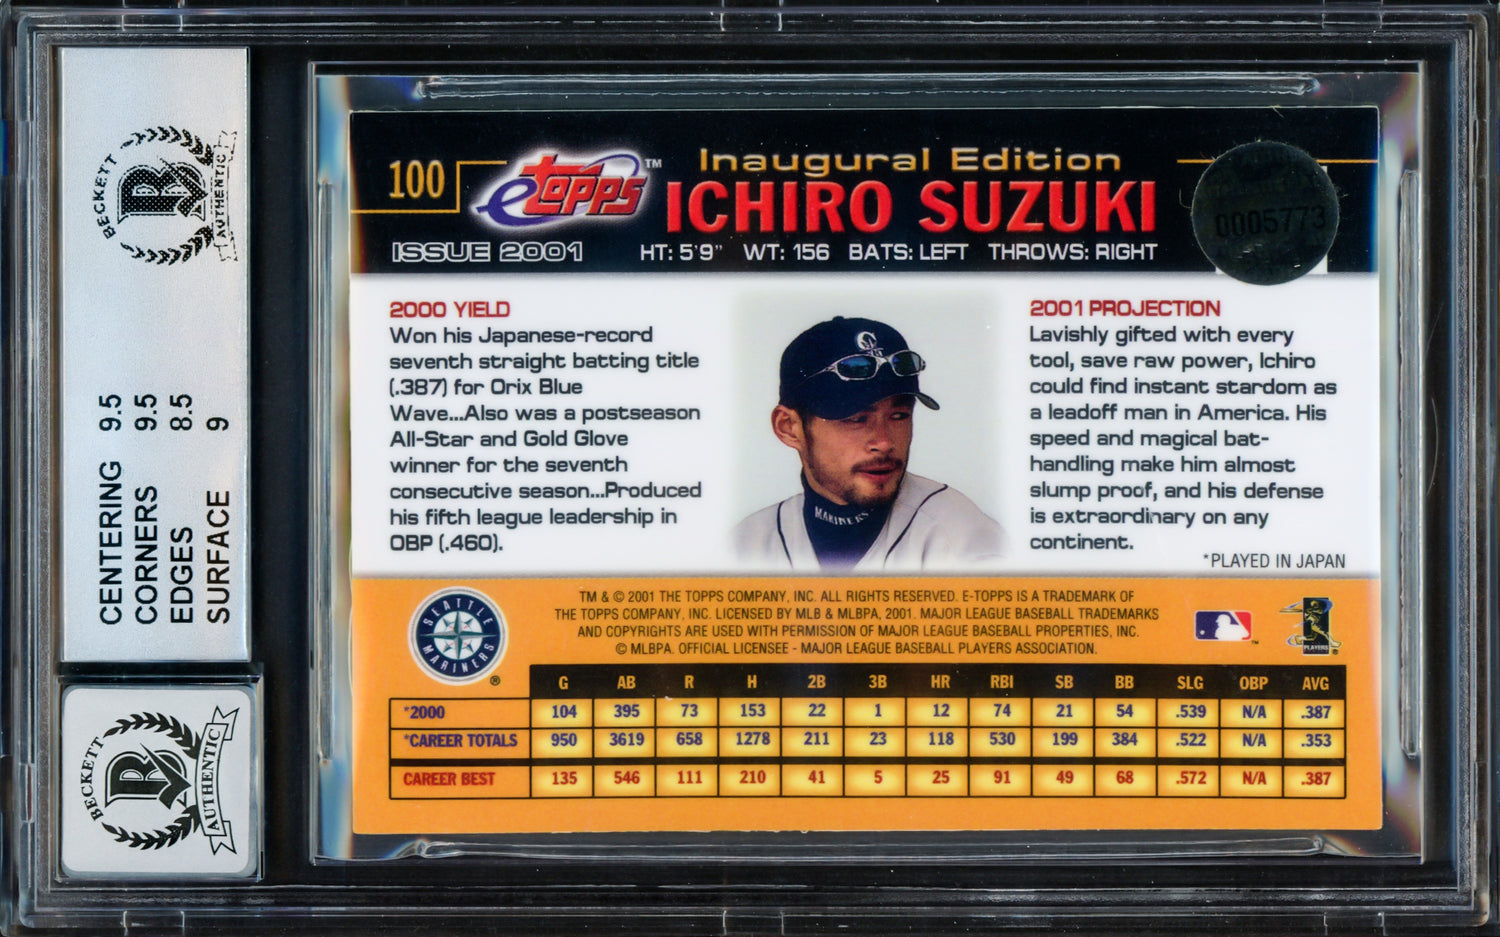 BECKETT
B
AUTHENTIC
CENTERING 9.5
CORNERS 9.5
EDGES 8.5
SURFACE 9
BECKETT
B
AUTHENTIC
100
etopps™
ISSUE 2001
Inaugural Edition
ICHIRO SUZUKI
HT: 5'9" WT: 156 BATS: LEFT THROWS: RIGHT
0005773
2000 YIELD
Won his Japanese-record
seventh straight batting title
(.387) for Orix Blue
Wave...Also was a postseason
All-Star and Gold Glove
winner for the seventh
consecutive season...Produced
his fifth league leadership in
OBP (.460).
MARINERS
2001 PROJECTION
Lavishly gifted with every
tool, save raw power, Ichiro
could find instant stardom as
a leadoff man in America. His
speed and magical bat-
handling make him almost
slump proof, and his defense
is extraordinary on any
continent.
*PLAYED IN JAPAN
SEATTLE
MARINERS
®
TM & © 2001 THE TOPPS COMPANY, INC. ALL RIGHTS RESERVED. E-TOPPS IS A TRADEMARK OF
THE TOPPS COMPANY, INC. LICENSED BY MLB & MLBPA, 2001. MAJOR LEAGUE BASEBALL TRADEMARKS
AND COPYRIGHTS ARE USED WITH PERMISSION OF MAJOR LEAGUE BASEBALL PROPERTIES, INC.
© MLBPA. OFFICIAL LICENSEE - MAJOR LEAGUE BASEBALL PLAYERS ASSOCIATION.
PLAYERS
G AB R H 2B 3B HR RBI SB BB SLG OBP AVG
*2000 104 395 73 153 22 1 12 74 21 54 .539 N/A .387
*CAREER TOTALS 950 3619 658 1278 211 23 118 530 199 384 .522 N/A .353
CAREER BEST 135 546 111 210 41 5 25 91 49 68 .572 N/A .387